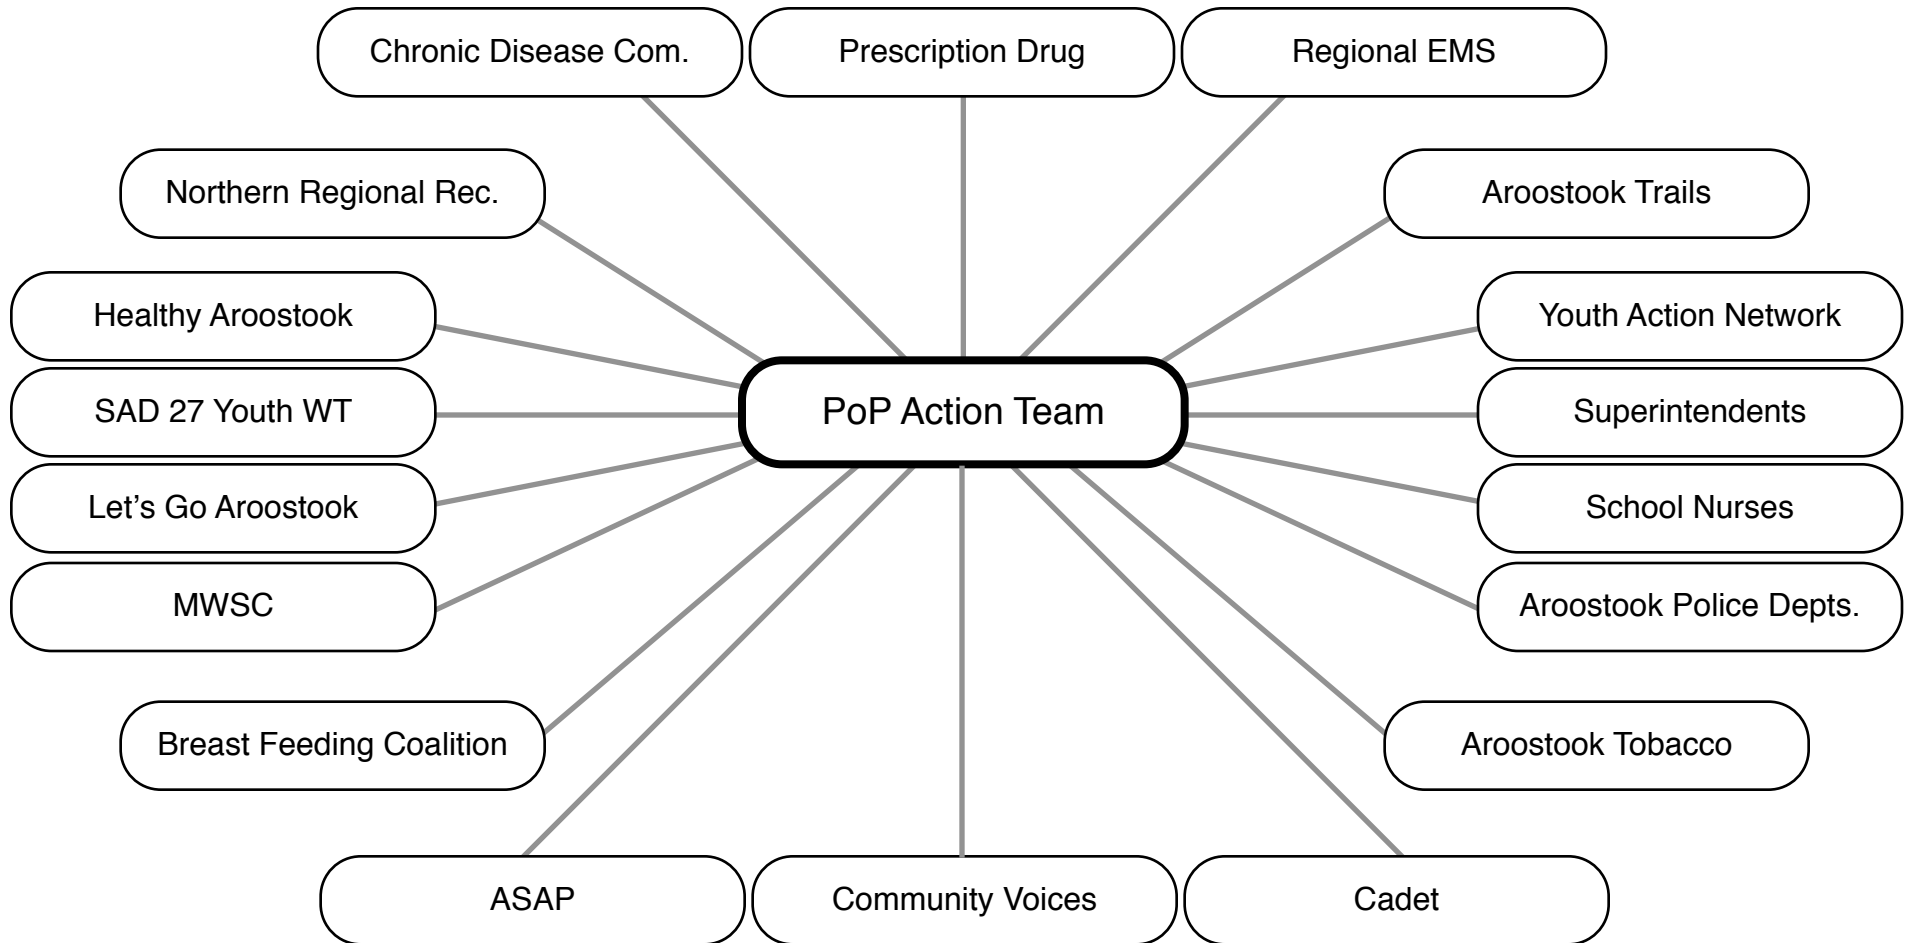 Chronic Disease Com.
Prescription Drug
Regional EMS
Northern Regional Rec.
Aroostook Trails
Healthy Aroostook
Youth Action Network
SAD 27 Youth WT
PoP Action Team
Superintendents
Let’s Go Aroostook
School Nurses
MWSC
Aroostook Police Depts.
Breast Feeding Coalition
Aroostook Tobacco
ASAP
Community Voices
Cadet